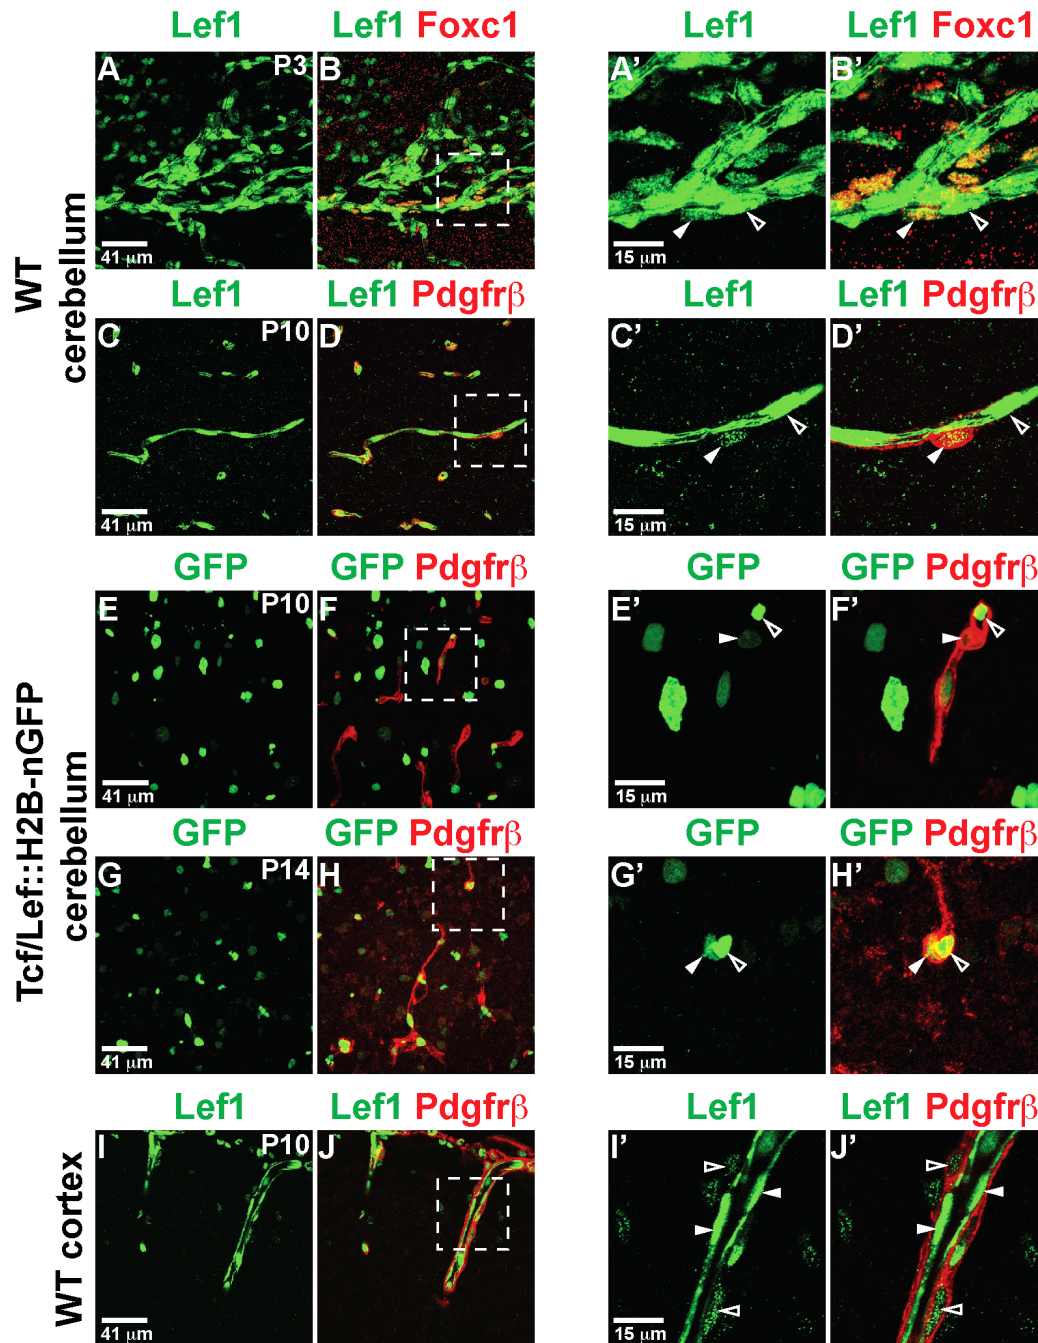 Lef1 Lef1 Foxc1 Lef1 Lef1 Foxc1
A P3 B A’ B’
41 μm 15 μm
WT cerebellum
Lef1 Lef1 Pdgfrβ Lef1 Lef1 Pdgfrβ
C P10 D C’ D’
41 μm 15 μm
GFP GFP Pdgfrβ GFP GFP Pdgfrβ
E P10 F E’ F’
41 μm 15 μm
Tcf/Lef::H2B-nGFP cerebellum
GFP GFP Pdgfrβ GFP GFP Pdgfrβ
G P14 H G’ H’
41 μm 15 μm
Lef1 Lef1 Pdgfrβ Lef1 Lef1 Pdgfrβ
I P10 J I’ J’
WT cortex
41 μm 15 μm